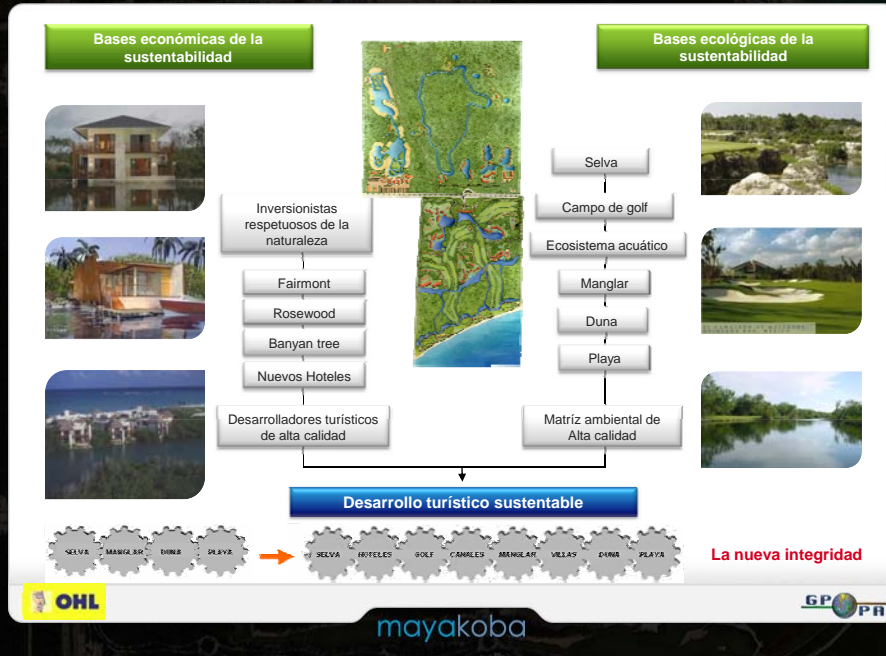 Bases económicas de la
sustentabilidad
Bases ecológicas de la
sustentabilidad
Inversionistas
respetuosos de la
naturaleza
Fairmont
Rosewood
Banyan tree
Nuevos Hoteles
Desarrolladores turísticos
de alta calidad
Selva
Campo de golf
Ecosistema acuático
Manglar
Duna
Playa
Matríz ambiental de
Alta calidad
Desarrollo turístico sustentable
SELVA MANGLAR DUNA PLAYA
SELVA HOTELES GOLF CANALES MANGLAR VILLAS DUNA PLAYA
La nueva integridad
OHL
GP PA
mayakoba